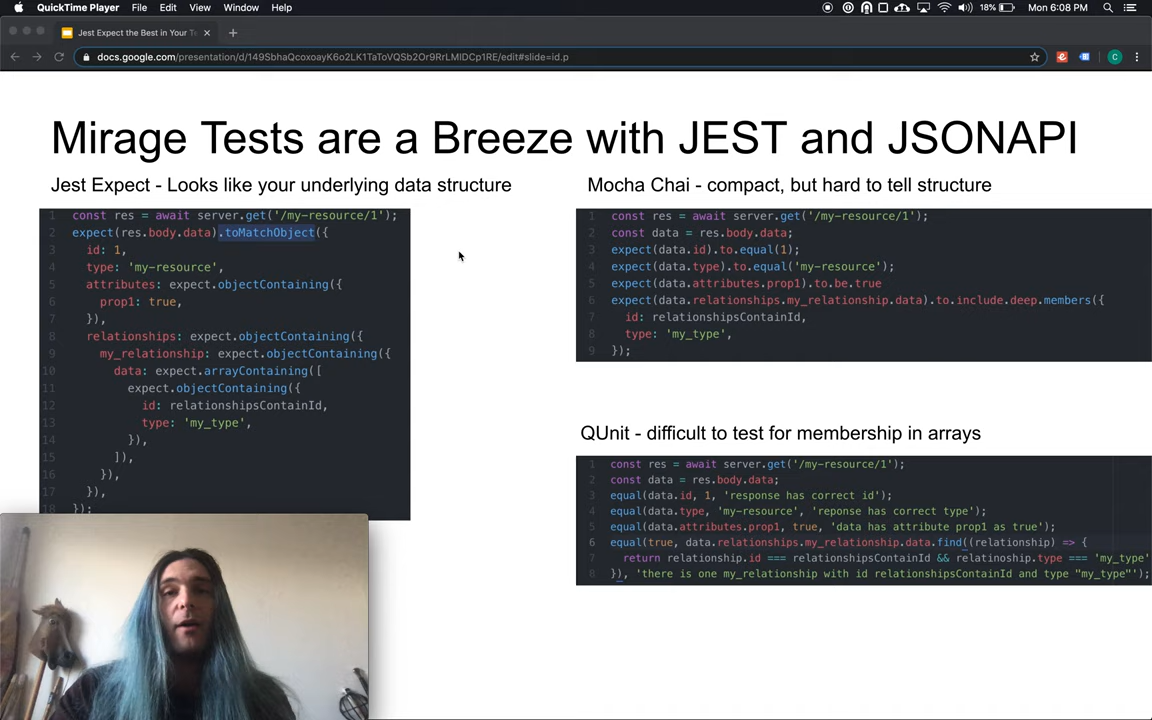 QuickTime Player File Edit View Window Help 18% Mon 6:08 PM
Jest Expect the Best in Your Te
docs.google.com/presentation/d/149SbhaQcoxoayK6o2LK1TaToVQSb2Or9RrLMIDCp1RE/edit#slide=id.p
C
Mirage Tests are a Breeze with JEST and JSONAPI
Jest Expect - Looks like your underlying data structure
1 const res = await server.get('/my-resource/1');
2 expect(res.body.data).toMatchObject({
3 id: 1,
4 type: 'my-resource',
5 attributes: expect.objectContaining({
6 prop1: true,
7 }),
8 relationships: expect.objectContaining({
9 my_relationship: expect.objectContaining({
10 data: expect.arrayContaining([
11 expect.objectContaining({
12 id: relationshipsContainId,
13 type: 'my_type',
14 }),
15 ]),
16 }),
17 }),
18 });
Mocha Chai - compact, but hard to tell structure
1 const res = await server.get('/my-resource/1');
2 const data = res.body.data;
3 expect(data.id).to.equal(1);
4 expect(data.type).to.equal('my-resource');
5 expect(data.attributes.prop1).to.be.true
6 expect(data.relationships.my_relationship.data).to.include.deep.members({
7 id: relationshipsContainId,
8 type: 'my_type',
9 });
QUnit - difficult to test for membership in arrays
1 const res = await server.get('/my-resource/1');
2 const data = res.body.data;
3 equal(data.id, 1, 'response has correct id');
4 equal(data.type, 'my-resource', 'reponse has correct type');
5 equal(data.attributes.prop1, true, 'data has attribute prop1 as true');
6 equal(true, data.relationships.my_relationship.data.find((relationship) => {
7 return relationship.id === relationshipsContainId && relatinoship.type === 'my_type'
8 }), 'there is one my_relationship with id relationshipsContainId and type "my_type"');